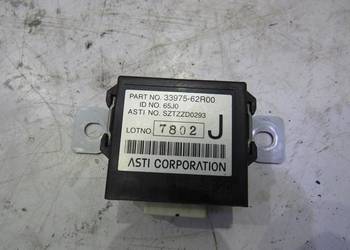 PART NO. 33975-62R00
ID NO. 65J0
ASTI NO. SZTZZD0293
LOTNO. 7802 J
ASTI CORPORATION